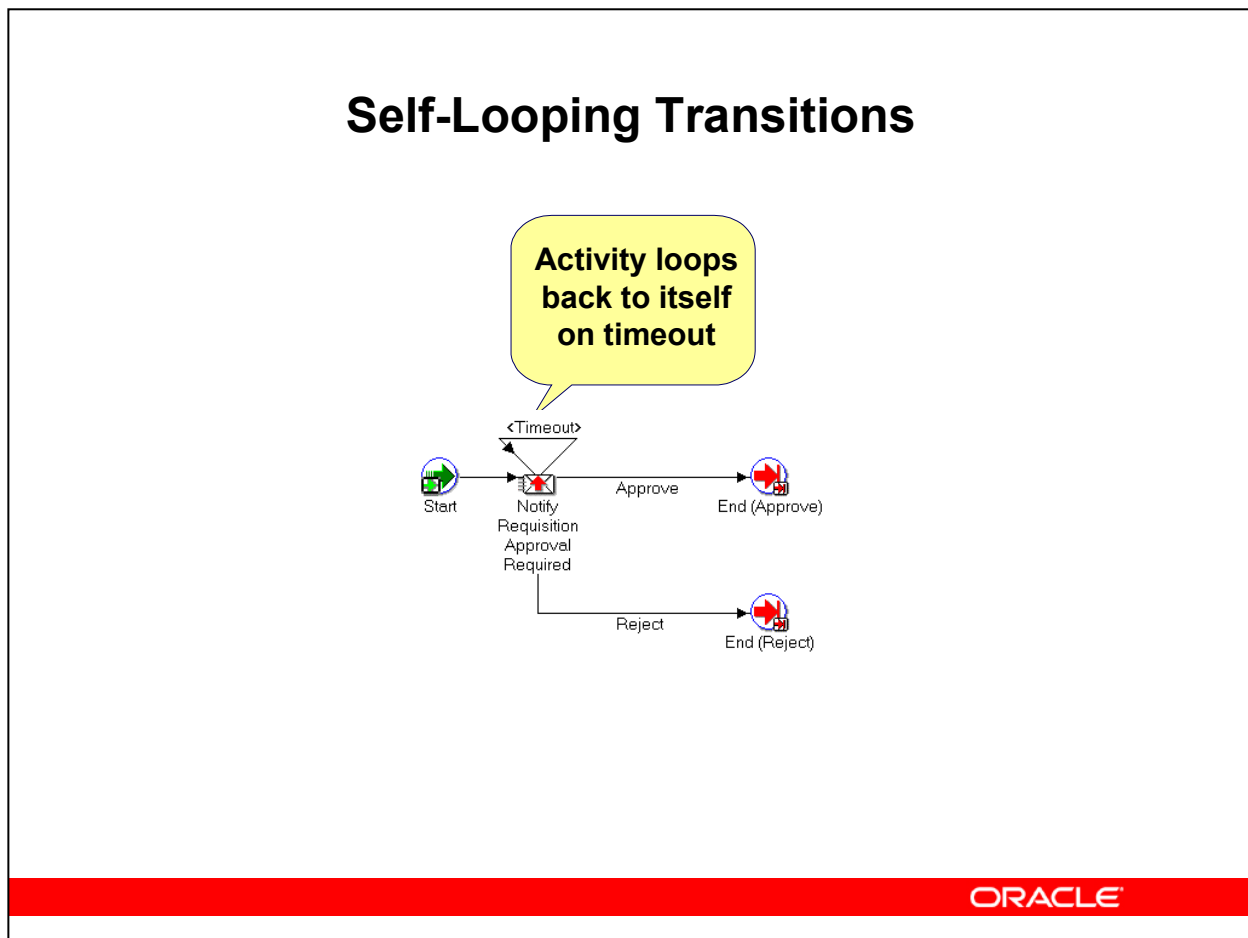 Self-Looping Transitions
Activity loops
back to itself
on timeout
<Timeout>
Start
Notify
Requisition
Approval
Required
Approve
End (Approve)
Reject
End (Reject)
ORACLE